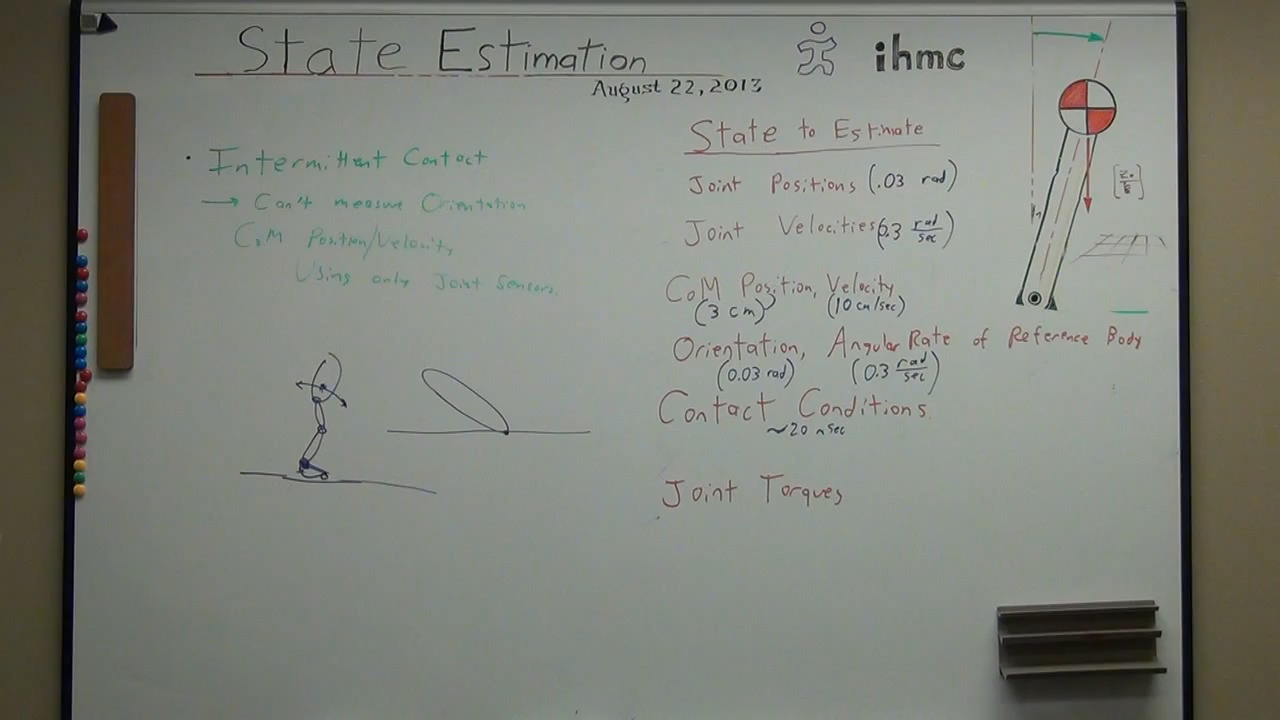 State Estimation
August 22, 2013
ihmc
• Intermittent Contact
→ Can't measure Orientation
CoM Position/Velocity
Using only Joint Sensors.
State to Estimate
Joint Positions (.03 rad)
Joint Velocities (.3 rad/sec)
CoM Position, Velocity
(3 cm) (10 cm/sec)
Orientation, Angular Rate of Reference Body
(0.03 rad) (0.3 rad/sec)
Contact Conditions
~20 msec
Joint Torques